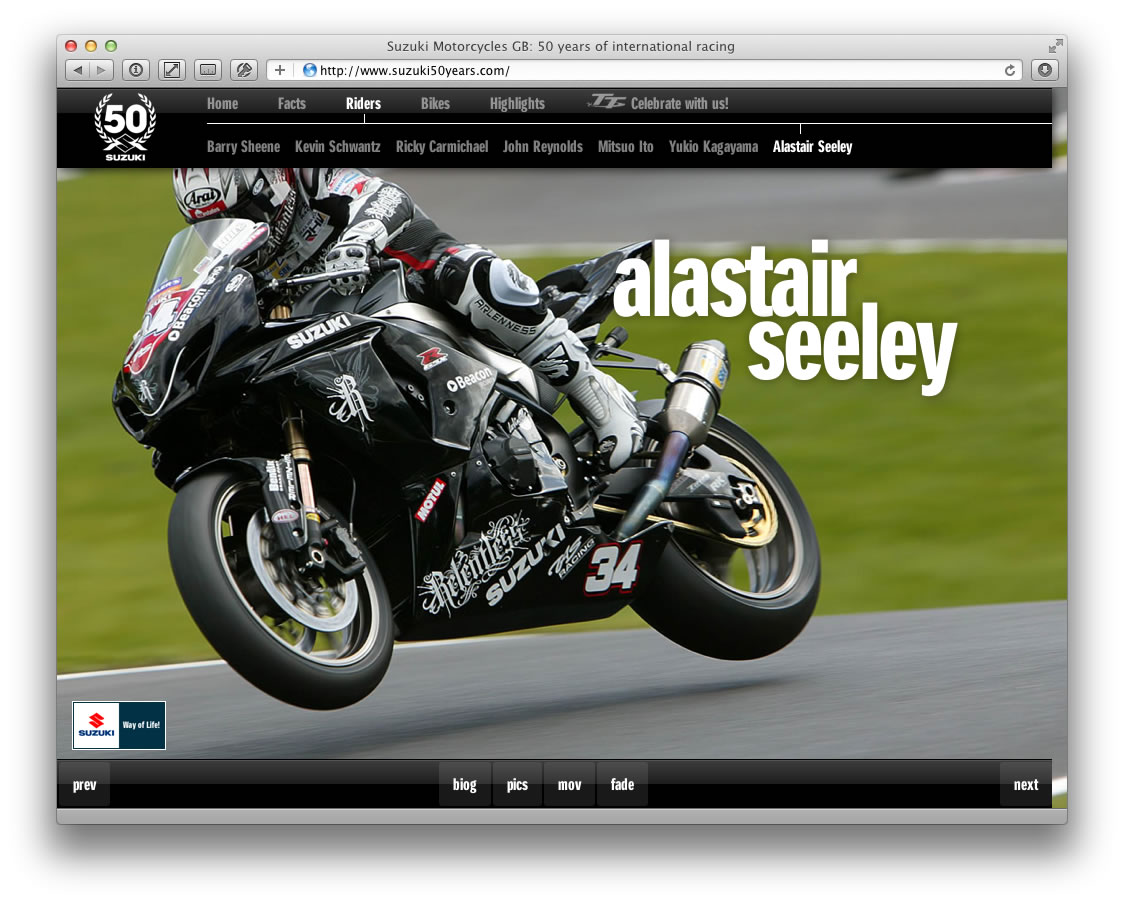 Suzuki Motorcycles GB: 50 years of international racing
http://www.suzuki50years.com/
50
SUZUKI
Home Facts Riders Bikes Highlights TT Celebrate with us!
Barry Sheene Kevin Schwantz Ricky Carmichael John Reynolds Mitsuo Ito Yukio Kagayama Alastair Seeley
Arai
alastair
seeley
Beacon
34
SUZUKI
ARLENNESS
R
Beacon
R
MOTUL
Relentless
SUZUKI
TAS
RACING
34
SUZUKI
Way of Life!
prev biog pics mov fade next